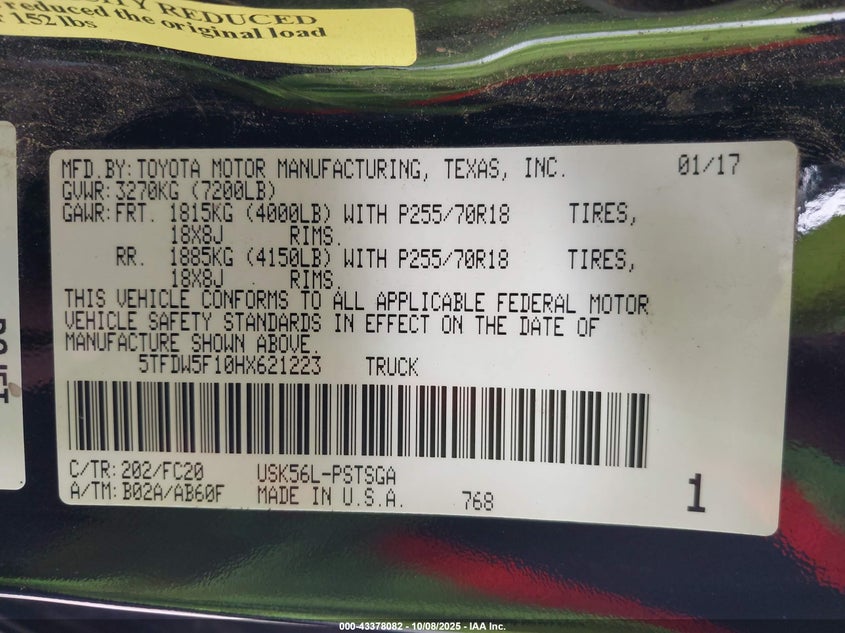 ITY REDUCED
reduced the original load
152 lbs
MFD.BY: TOYOTA MOTOR MANUFACTURING, TEXAS, INC. 01/17
GVWR: 3270KG (7200LB)
GAWR: FRT. 1815KG (4000LB) WITH P255/70R18 TIRES,
18X8J RIMS.
RR. 1885KG (4150LB) WITH P255/70R18 TIRES,
18X8J RIMS.
THIS VEHICLE CONFORMS TO ALL APPLICABLE FEDERAL MOTOR
VEHICLE SAFETY STANDARDS IN EFFECT ON THE DATE OF
MANUFACTURE SHOWN ABOVE.
5TFDW5F10HX621223 TRUCK
C/TR: 202/FC20 USK56L-PSTSGA
A/TM: B02A/AB60F MADE IN U.S.A. 768 1
000-43378082 - 10/08/2025 - IAA Inc.